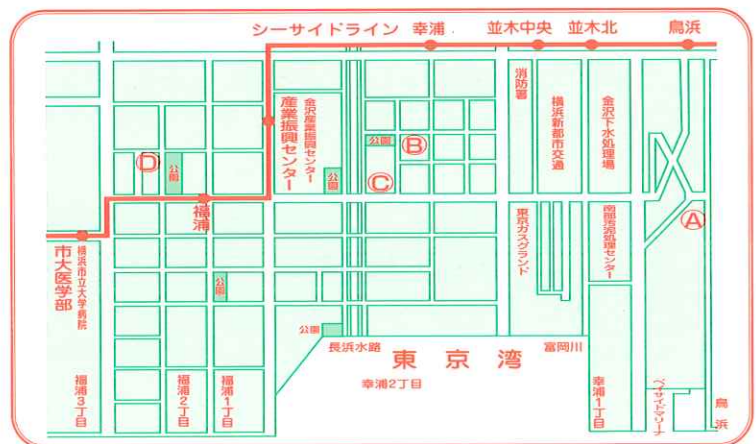 シーサイドライン
幸浦
並木中央
並木北
鳥浜
産業振興センター
金沢産業振興センター
公園
公園
Ⓑ
Ⓒ
消防署
横浜新都市交通
金沢下水処理場
Ⓓ
公園
福浦
Ⓐ
東京ガスグランド
南部汚泥処理センター
市大医学部
横浜市立大学病院
公園
公園
長浜水路
東京湾
富岡川
幸浦2丁目
福浦3丁目
福浦2丁目
福浦1丁目
幸浦1丁目
ベイサイドマリーナ
鳥浜